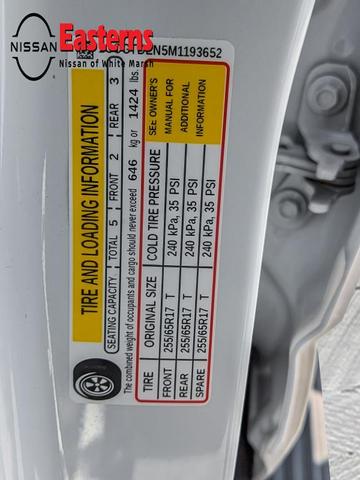 Easterns
NISSAN
Nissan of White Marsh
5M1193652
TIRE AND LOADING INFORMATION
SEATING CAPACITY TOTAL 5 FRONT 2 REAR 3
The combined weight of occupants and cargo should never exceed 646 kg or 1424 lbs.
TIRE ORIGINAL SIZE COLD TIRE PRESSURE SEE OWNER'S
FRONT 255/65R17 T 240 kPa, 35 PSI MANUAL FOR
REAR 255/65R17 T 240 kPa, 35 PSI ADDITIONAL
SPARE 255/65R17 T 240 kPa, 35 PSI INFORMATION